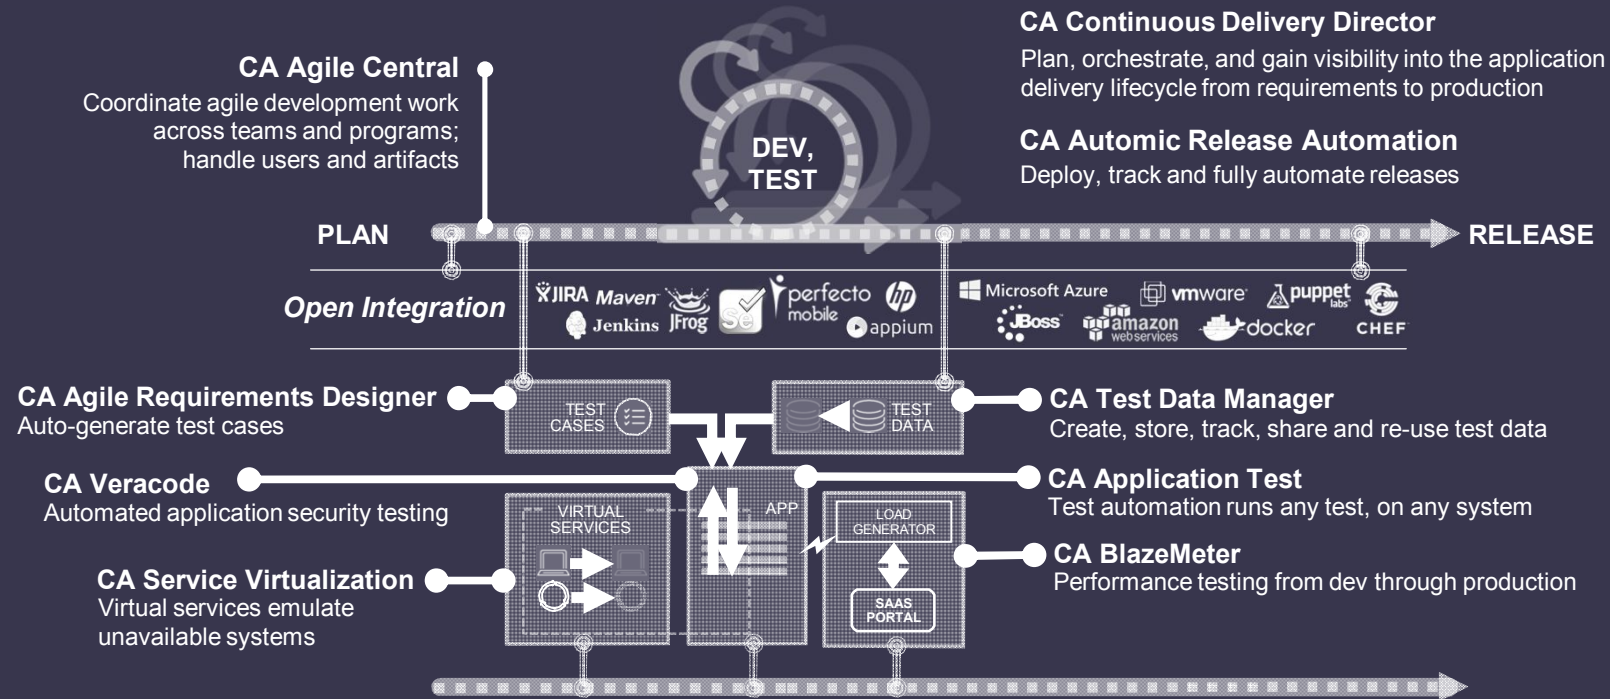 CA Agile Central
Coordinate agile development work
across teams and programs;
handle users and artifacts
DEV,
TEST
CA Continuous Delivery Director
Plan, orchestrate, and gain visibility into the application
delivery lifecycle from requirements to production
CA Automic Release Automation
Deploy, track and fully automate releases
PLAN
RELEASE
Open Integration
JIRA
Maven
Jenkins
JFrog
Se
perfecto
mobile
hp
appium
Microsoft Azure
JBoss
vmware
amazon
webservices
puppet
labs
docker
CHEF
CA Agile Requirements Designer
Auto-generate test cases
TEST
CASES
TEST
DATA
CA Test Data Manager
Create, store, track, share and re-use test data
CA Veracode
Automated application security testing
CA Application Test
Test automation runs any test, on any system
VIRTUAL
SERVICES
APP
LOAD
GENERATOR
SAAS
PORTAL
CA Service Virtualization
Virtual services emulate
unavailable systems
CA BlazeMeter
Performance testing from dev through production